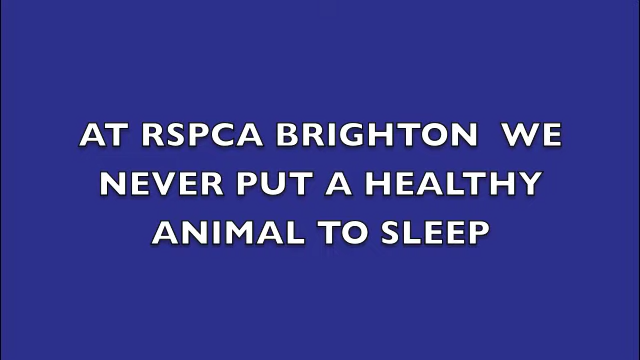 AT RSPCA BRIGHTON  WE
NEVER PUT A HEALTHY
ANIMAL TO SLEEP